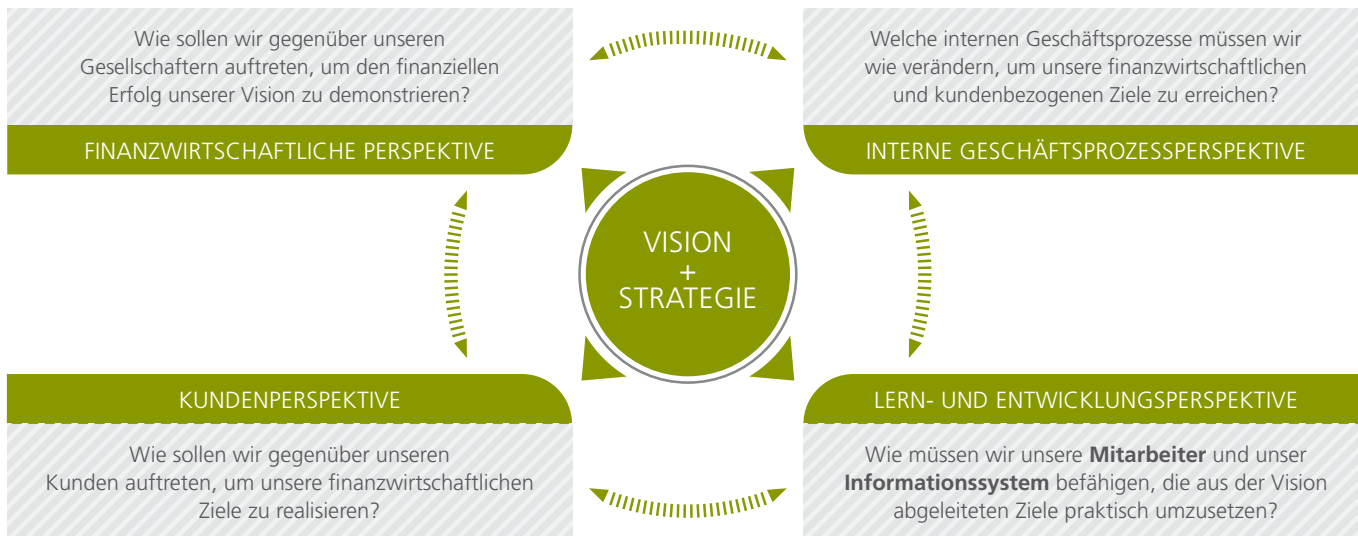 Wie sollen wir gegenüber unseren
Gesellschaftern auftreten, um den finanziellen
Erfolg unserer Vision zu demonstrieren?
FINANZWIRTSCHAFTLICHE PERSPEKTIVE
Welche internen Geschäftsprozesse müssen wir
wie verändern, um unsere finanzwirtschaftlichen
und kundenbezogenen Ziele zu erreichen?
INTERNE GESCHÄFTSPROZESSPERSPEKTIVE
VISION
+
STRATEGIE
KUNDENPERSPEKTIVE
Wie sollen wir gegenüber unseren
Kunden auftreten, um unsere finanzwirtschaftlichen
Ziele zu realisieren?
LERN- UND ENTWICKLUNGSPERSPEKTIVE
Wie müssen wir unsere Mitarbeiter und unser
Informationssystem befähigen, die aus der Vision
abgeleiteten Ziele praktisch umzusetzen?